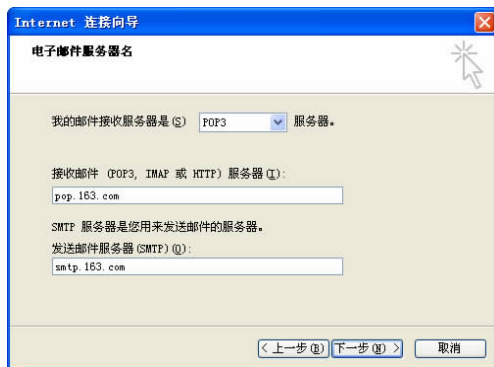 Internet 连接向导
电子邮件服务器名
我的邮件接收服务器是(S) POP3 服务器。
接收邮件 (POP3, IMAP 或 HTTP) 服务器(I):
pop.163.com
SMTP 服务器是您用来发送邮件的服务器。
发送邮件服务器(SMTP)(O):
smtp.163.com
< 上一步(B) 下一步(N) > 取消